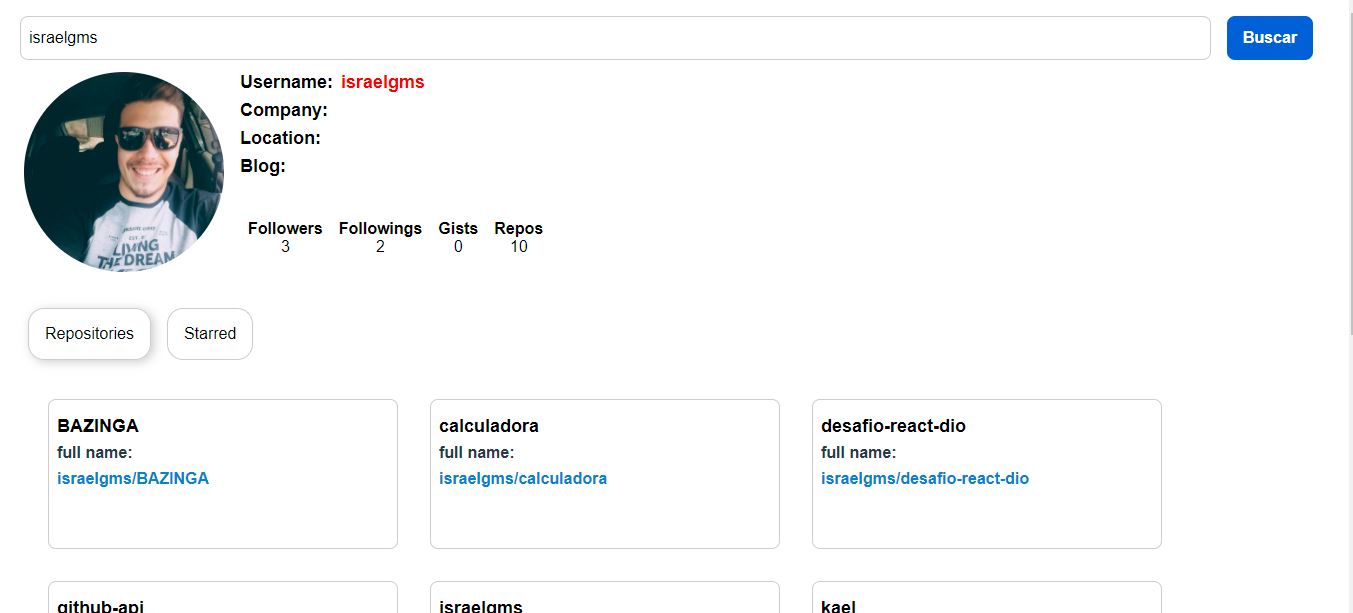 israelgms
Buscar
Username: israelgms
Company:
Location:
Blog:
LIVING
THE DREAM
Followers Followings Gists Repos
3 2 0 10
Repositories Starred
BAZINGA calculadora desafio-react-dio
full name: full name: full name:
israelgms/BAZINGA israelgms/calculadora israelgms/desafio-react-dio
github-api israelgms kael